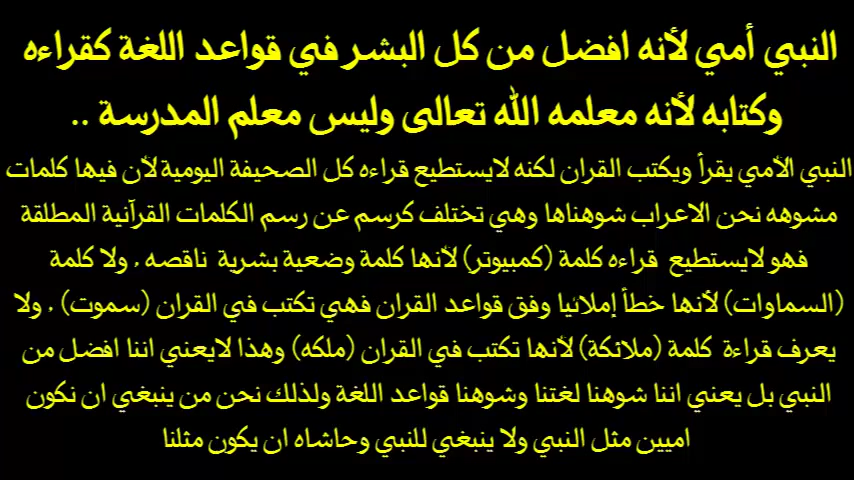 النبي أمي لأنه افضل من كل البشر في قواعد اللغة كقراءه
وكتابه لأنه معلمه الله تعالى وليس معلم المدرسة ..
النبي الأمي يقرأ ويكتب القران لكنه لايستطيع قراءه كل الصحيفة اليومية لأن فيها كلمات
مشوهه نحن الاعراب شوهناها وهي تختلف كرسم عن رسم الكلمات القرآنية المطلقة
فهو لايستطيع قراءه كلمة (كمبيوتر) لأنها كلمة وضعية بشرية ناقصه , ولا كلمة
(السماوات) لأنها خطأ إملائيا وفق قواعد القران فهي تكتب في القران (سموت) , ولا
يعرف قراءة كلمة (ملائكة) لأنها تكتب في القران (ملكه) وهذا لايعني اننا افضل من
النبي بل يعني اننا شوهنا لغتنا وشوهنا قواعد اللغة ولذلك نحن من ينبغي ان نكون
اميين مثل النبي ولا ينبغي للنبي وحاشاه ان يكون مثلنا